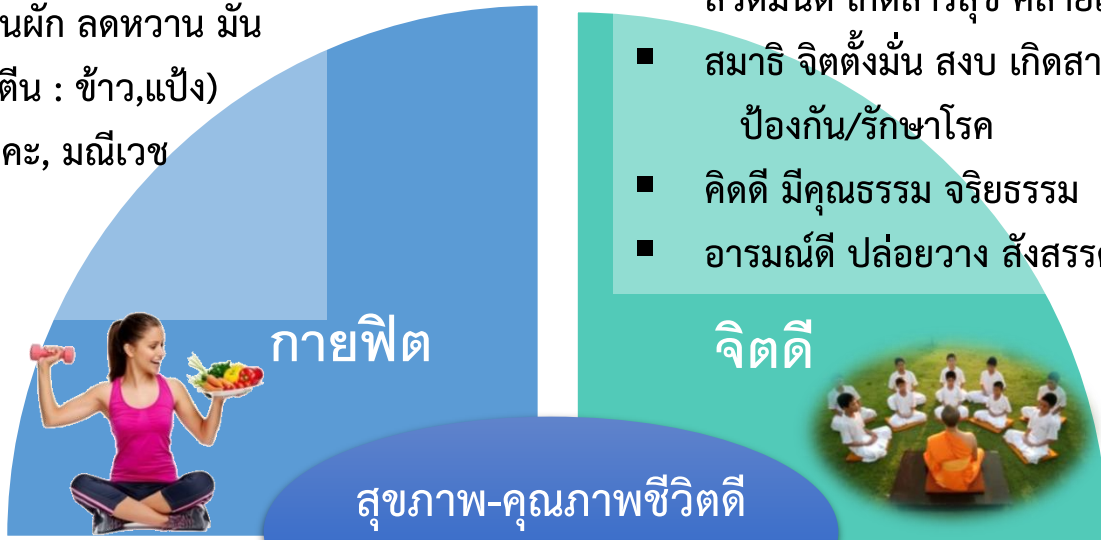 นผัก ลดหวาน มัน
ตีน : ข้าว,แป้ง)
คะ, มณีเวช
■ สมาธิ จิตตั้งมั่น สงบ เกิดสา
ป้องกัน/รักษาโรค
■ คิดดี มีคุณธรรม จริยธรรม
■ อารมณ์ดี ปล่อยวาง สังสรร
กายฟิต
จิตดี
สุขภาพ-คุณภาพชีวิตดี